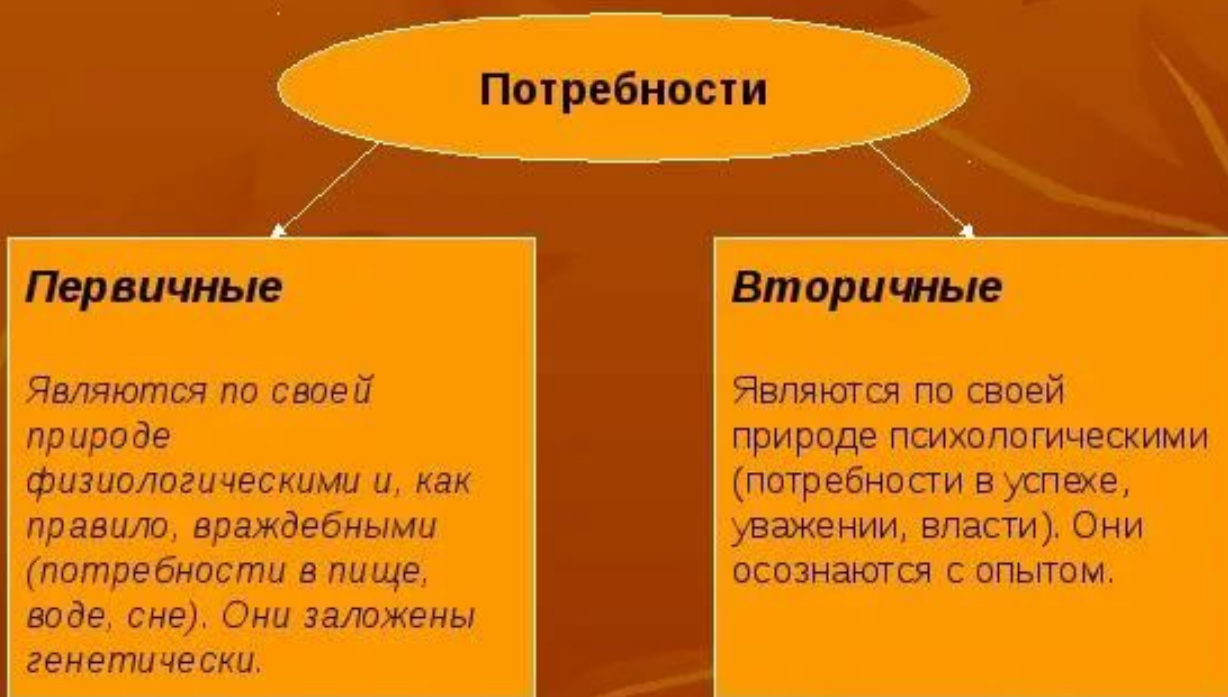 Потребности
Первичные
Являются по своей
природе
физиологическими и, как
правило, враждебными
(потребности в пище,
воде, сне). Они заложены
генетически.
Вторичные
Являются по своей
природе психологическими
(потребности в успехе,
уважении, власти). Они
осознаются с опытом.